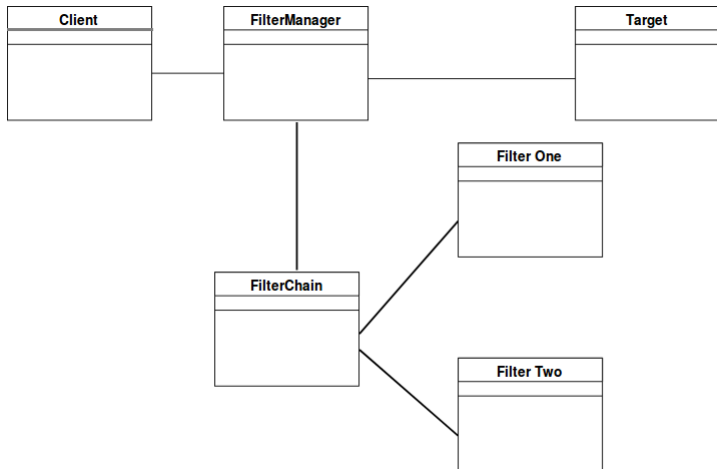 Client
FilterManager
Target
Filter One
FilterChain
Filter Two